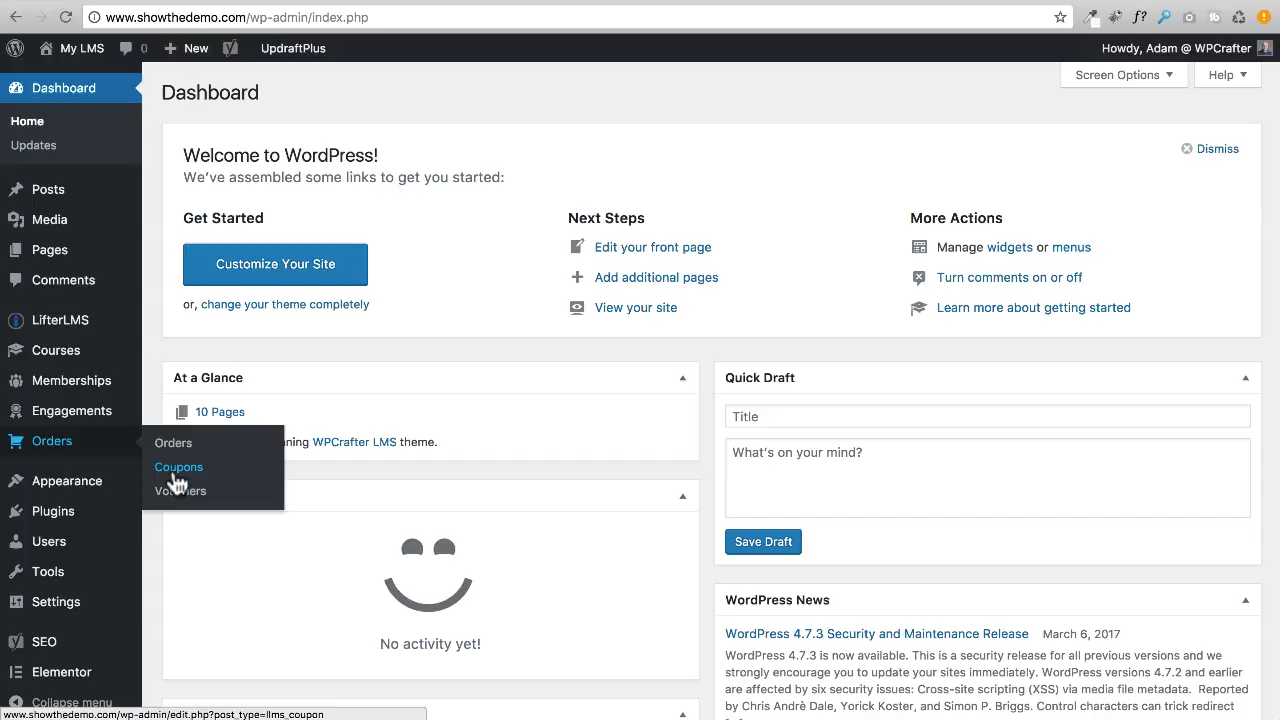 www.showthedemo.com/wp-admin/index.php
My LMS 0 New UpdraftPlus Howdy, Adam @ WPCrafter
Screen Options Help
Dashboard
Home
Updates
Posts
Media
Pages
Comments
LifterLMS
Courses
Memberships
Engagements
Orders
Appearance
Plugins
Users
Tools
Settings
SEO
Elementor
Collapse menu
Orders
Coupons
Vouchers
Dashboard
Welcome to WordPress!
Dismiss
We've assembled some links to get you started:
Get Started
Customize Your Site
or, change your theme completely
Next Steps
Edit your front page
Add additional pages
View your site
More Actions
Manage widgets or menus
Turn comments on or off
Learn more about getting started
At a Glance
10 Pages
WPCrafter LMS theme.
No activity yet!
Quick Draft
Title
What's on your mind?
Save Draft
WordPress News
WordPress 4.7.3 Security and Maintenance Release March 6, 2017
WordPress 4.7.3 is now available. This is a security release for all previous versions and we
strongly encourage you to update your sites immediately. WordPress versions 4.7.2 and earlier
are affected by six security issues: Cross-site scripting (XSS) via media file metadata. Reported
by Chris Andrè Dale, Yorick Koster, and Simon P. Briggs. Control characters can trick redirect
www.showthedemo.com/wp-admin/edit.php?post_type=llms_coupon